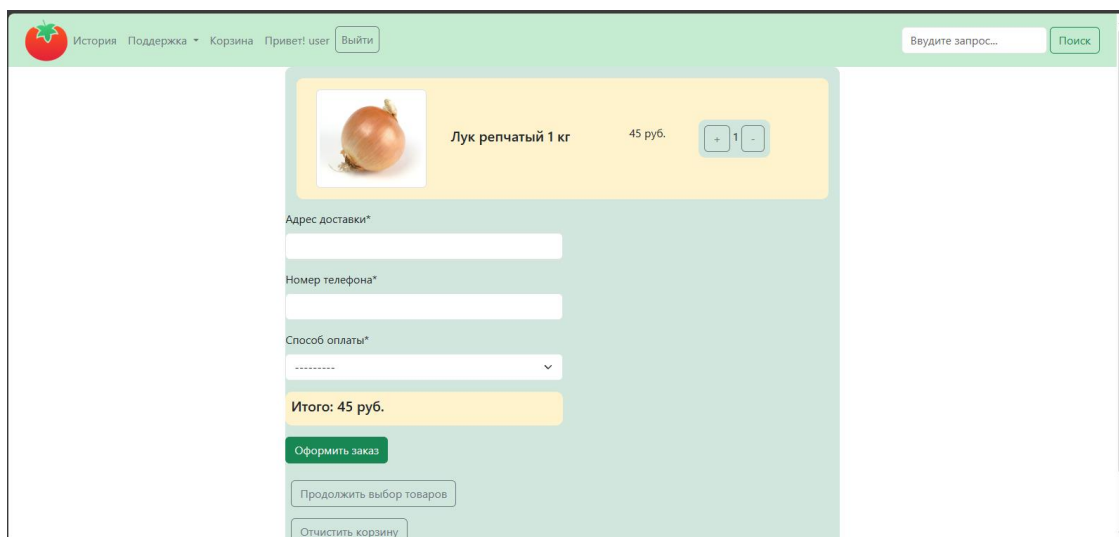 История Поддержка Корзина Привет! user Выйти Введите запрос... Поиск
Лук репчатый 1 кг 45 руб. + 1 -
Адрес доставки*
Номер телефона*
Способ оплаты*
---------
Итого: 45 руб.
Оформить заказ
Продолжить выбор товаров
Отчистить корзину